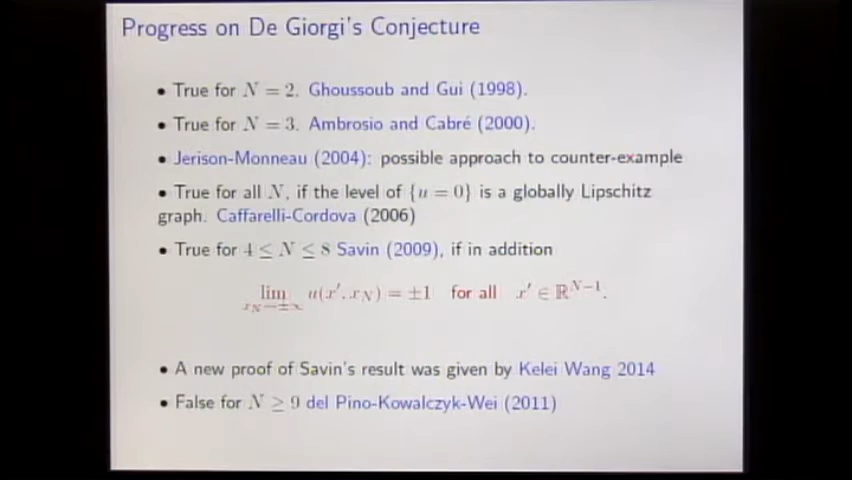 Progress on De Giorgi's Conjecture
• True for N = 2. Ghoussoub and Gui (1998).
• True for N = 3. Ambrosio and Cabré (2000).
• Jerison-Monneau (2004): possible approach to counter-example
• True for all N, if the level of {u = 0} is a globally Lipschitz
graph. Caffarelli-Cordova (2006)
• True for 4 ≤ N ≤ 8 Savin (2009), if in addition
lim_{x_N→±∞} u(x′, x_N) = ±1 for all x′ ∈ ℝ^{N−1}.
• A new proof of Savin's result was given by Kelei Wang 2014
• False for N ≥ 9 del Pino-Kowalczyk-Wei (2011)